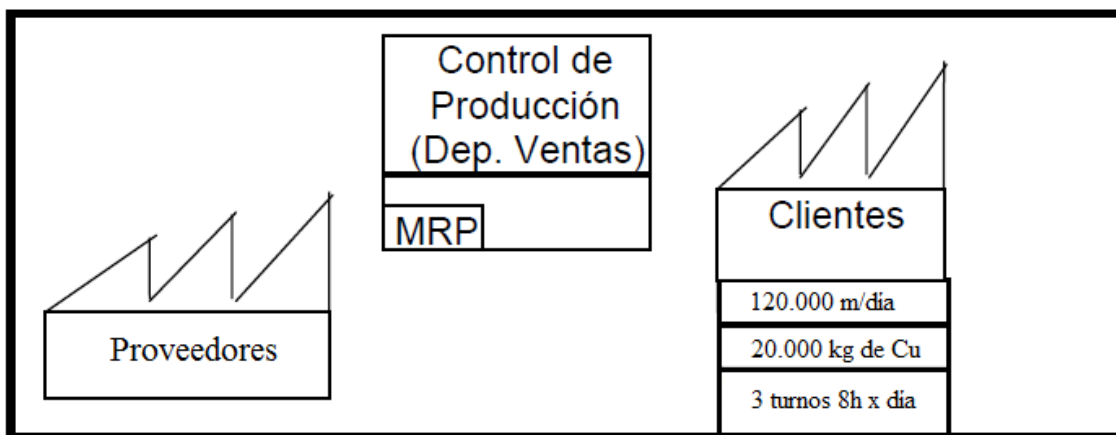 Control de
Producción
(Dep. Ventas)
MRP
Proveedores
Clientes
120.000 m/día
20.000 kg de Cu
3 turnos 8h x día